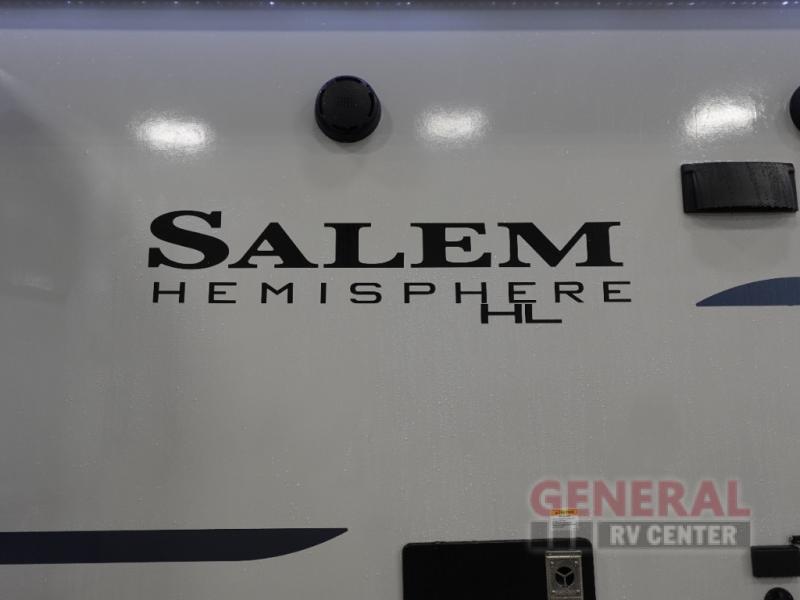 SALEM
HEMISPHERE
HL
GENERAL
RV CENTER